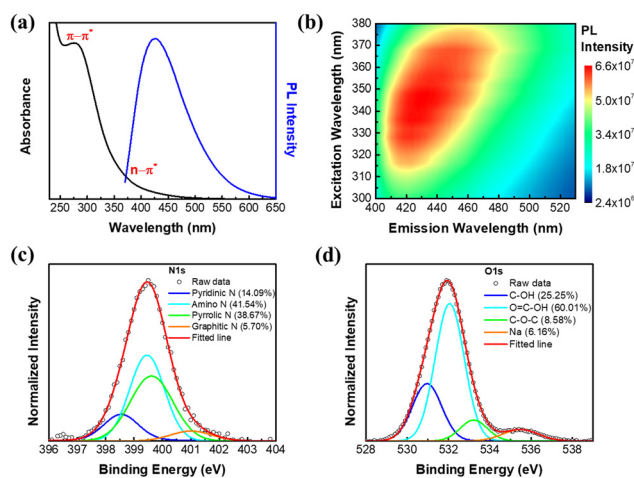 (a)
π–π*
n–π*
Absorbance
PL Intensity
250 300 350 400 450 500 550 600 650
Wavelength (nm)
(b)
380
370
360
350
340
330
320
310
300
400 420 440 460 480 500 520
Excitation Wavelength (nm)
Emission Wavelength (nm)
PL
Intensity
6.6x10⁷
5.0x10⁷
3.4x10⁷
1.8x10⁷
2.4x10⁶
(c)
N1s
Raw data
Pyridinic N (14.09%)
Amino N (41.54%)
Pyrrolic N (38.67%)
Graphitic N (5.70%)
Fitted line
Normalized Intensity
396 397 398 399 400 401 402 403 404
Binding Energy (eV)
(d)
O1s
Raw data
C-OH (25.25%)
O=C-OH (60.01%)
C-O-C (8.58%)
Na (6.16%)
Fitted line
Normalized Intensity
528 530 532 534 536 538
Binding Energy (eV)